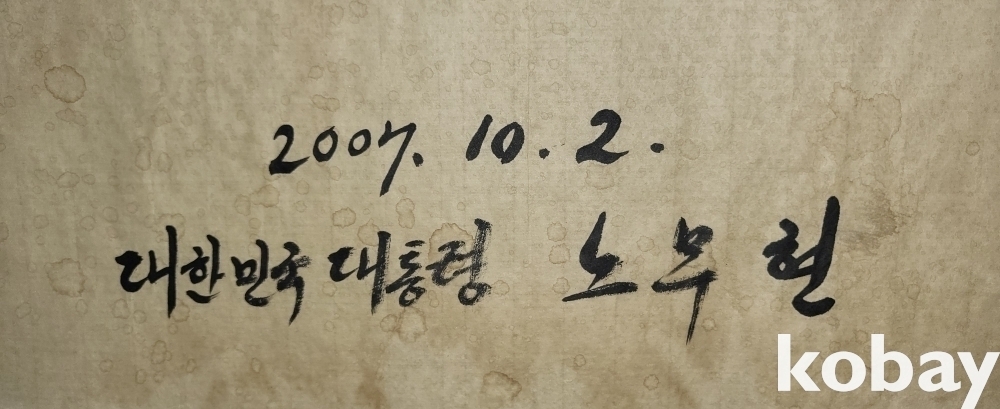 2007. 10. 2.
대한민국 대통령 노무현
kobay